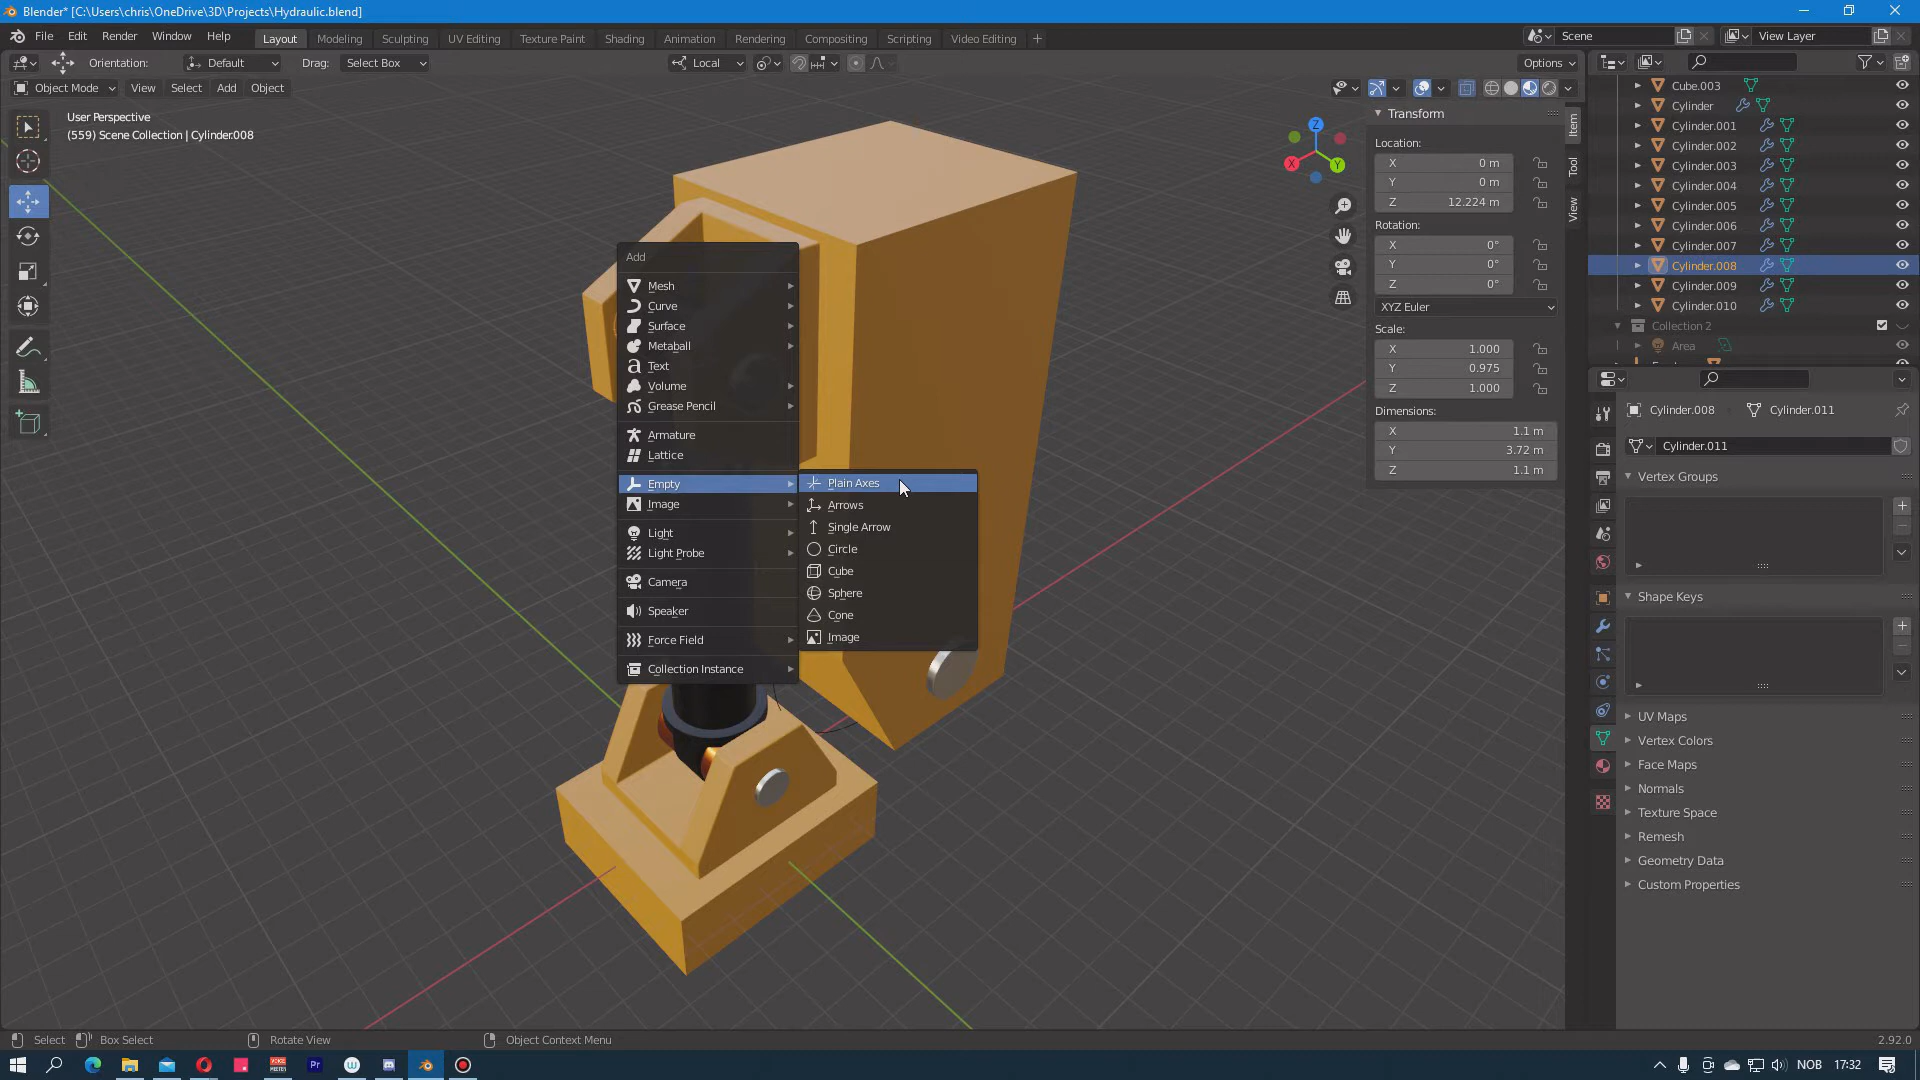 Blender* [C:\Users\chris\OneDrive\3D\Projects\Hydraulic.blend]
File Edit Render Window Help Layout Modeling Sculpting UV Editing Texture Paint Shading Animation Rendering Compositing Scripting Video Editing + Scene View Layer
Orientation: Default Drag: Select Box Local Options
Object Mode View Select Add Object
User Perspective
(559) Scene Collection | Cylinder.008
Add
Mesh
Curve
Surface
Metaball
Text
Volume
Grease Pencil
Armature
Lattice
Empty
Image
Light
Light Probe
Camera
Speaker
Force Field
Collection Instance
Plain Axes
Arrows
Single Arrow
Circle
Cube
Sphere
Cone
Image
Z
X
Y
Transform
Location:
X 0 m
Y 0 m
Z 12.224 m
Rotation:
X 0°
Y 0°
Z 0°
XYZ Euler
Scale:
X 1.000
Y 0.975
Z 1.000
Dimensions:
X 1.1 m
Y 3.72 m
Z 1.1 m
Item
Tool
View
Cube.003
Cylinder
Cylinder.001
Cylinder.002
Cylinder.003
Cylinder.004
Cylinder.005
Cylinder.006
Cylinder.007
Cylinder.008
Cylinder.009
Cylinder.010
Collection 2
Area
Cylinder.008 Cylinder.011
Cylinder.011
Vertex Groups
Shape Keys
UV Maps
Vertex Colors
Face Maps
Normals
Texture Space
Remesh
Geometry Data
Custom Properties
Select Box Select Rotate View Object Context Menu 2.92.0
Pr NOB 17:32